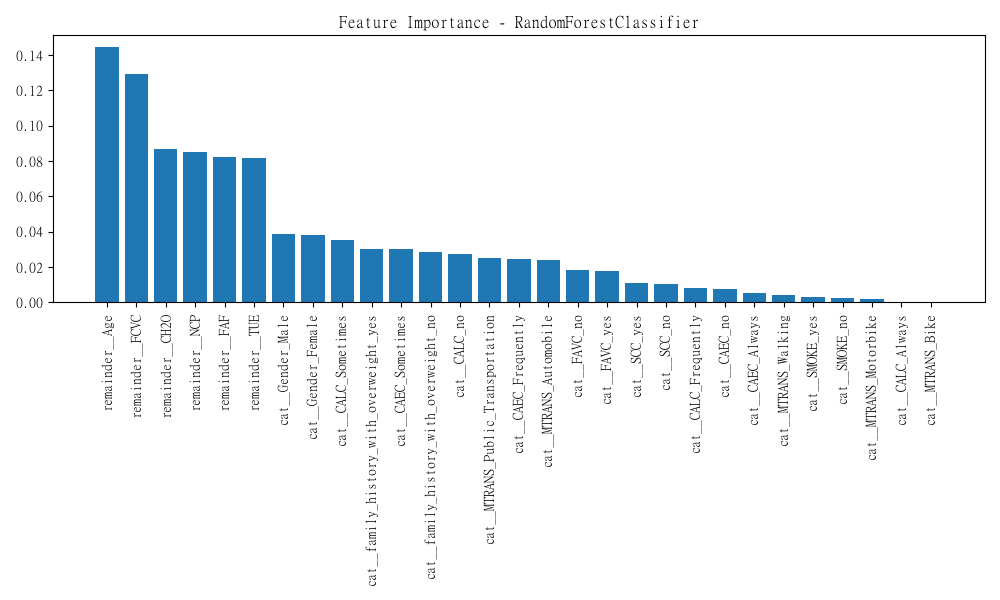 Feature Importance - RandomForestClassifier
0.14
0.12
0.10
0.08
0.06
0.04
0.02
0.00
remainder__Age
remainder__FCVC
remainder__CH2O
remainder__NCP
remainder__FAF
remainder__TUE
cat__Gender_Male
cat__Gender_Female
cat__CALC_Sometimes
cat__family_history_with_overweight_yes
cat__CAEC_Sometimes
cat__family_history_with_overweight_no
cat__CALC_no
cat__MTRANS_Public_Transportation
cat__CAEC_Frequently
cat__MTRANS_Automobile
cat__FAVC_no
cat__FAVC_yes
cat__SCC_yes
cat__SCC_no
cat__CALC_Frequently
cat__CAEC_no
cat__CAEC_Always
cat__MTRANS_Walking
cat__SMOKE_yes
cat__SMOKE_no
cat__MTRANS_Motorbike
cat__CALC_Always
cat__MTRANS_Bike